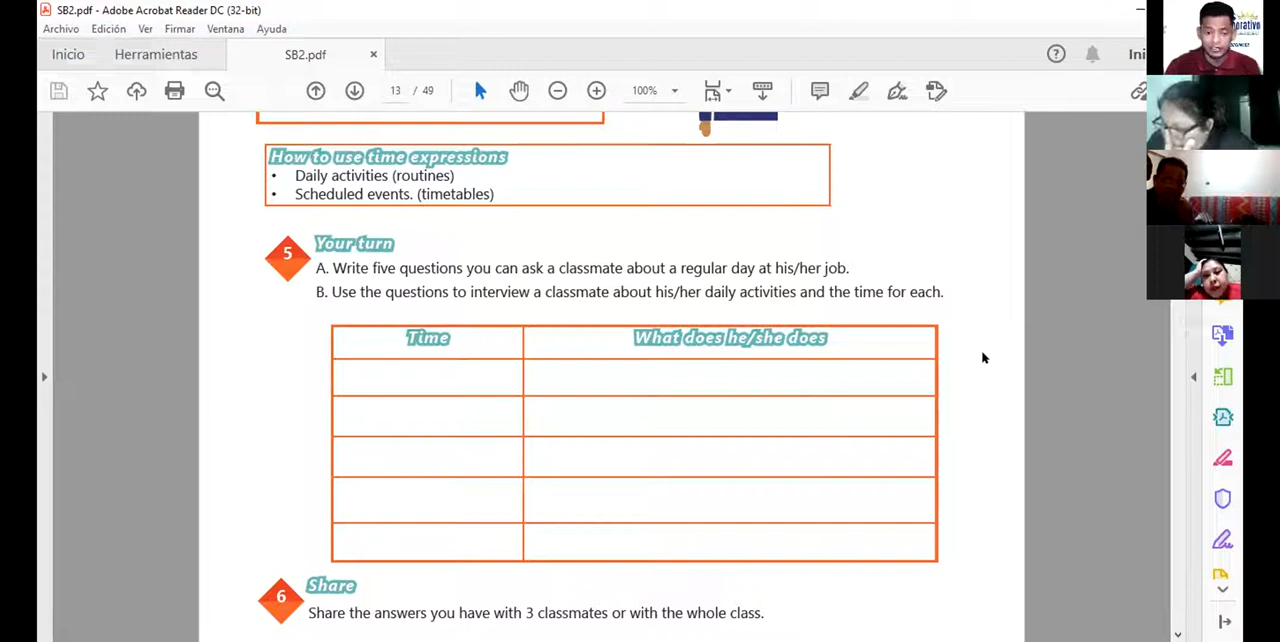 SB2.pdf - Adobe Acrobat Reader DC (32-bit)
Archivo Edición Ver Firmar Ventana Ayuda
Inicio Herramientas SB2.pdf × ? Ini
13 / 49 100%
How to use time expressions
• Daily activities (routines)
• Scheduled events. (timetables)
5 Your turn
A. Write five questions you can ask a classmate about a regular day at his/her job.
B. Use the questions to interview a classmate about his/her daily activities and the time for each.
Time What does he/she does
6 Share
Share the answers you have with 3 classmates or with the whole class.